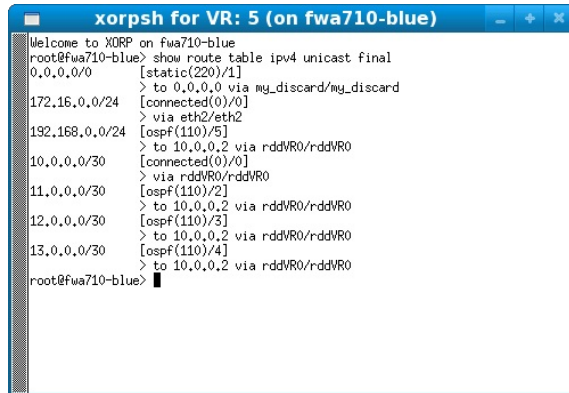 xorpsh for VR: 5 (on fwa710-blue)
Welcome to XORP on fwa710-blue
root@fwa710-blue> show route table ipv4 unicast final
0.0.0.0/0 [static(220)/1]
> to 0.0.0.0 via my_discard/my_discard
172.16.0.0/24 [connected(0)/0]
> via eth2/eth2
192.168.0.0/24 [ospf(110)/5]
> to 10.0.0.2 via rddVR0/rddVR0
10.0.0.0/30 [connected(0)/0]
> via rddVR0/rddVR0
11.0.0.0/30 [ospf(110)/2]
> to 10.0.0.2 via rddVR0/rddVR0
12.0.0.0/30 [ospf(110)/3]
> to 10.0.0.2 via rddVR0/rddVR0
13.0.0.0/30 [ospf(110)/4]
> to 10.0.0.2 via rddVR0/rddVR0
root@fwa710-blue>